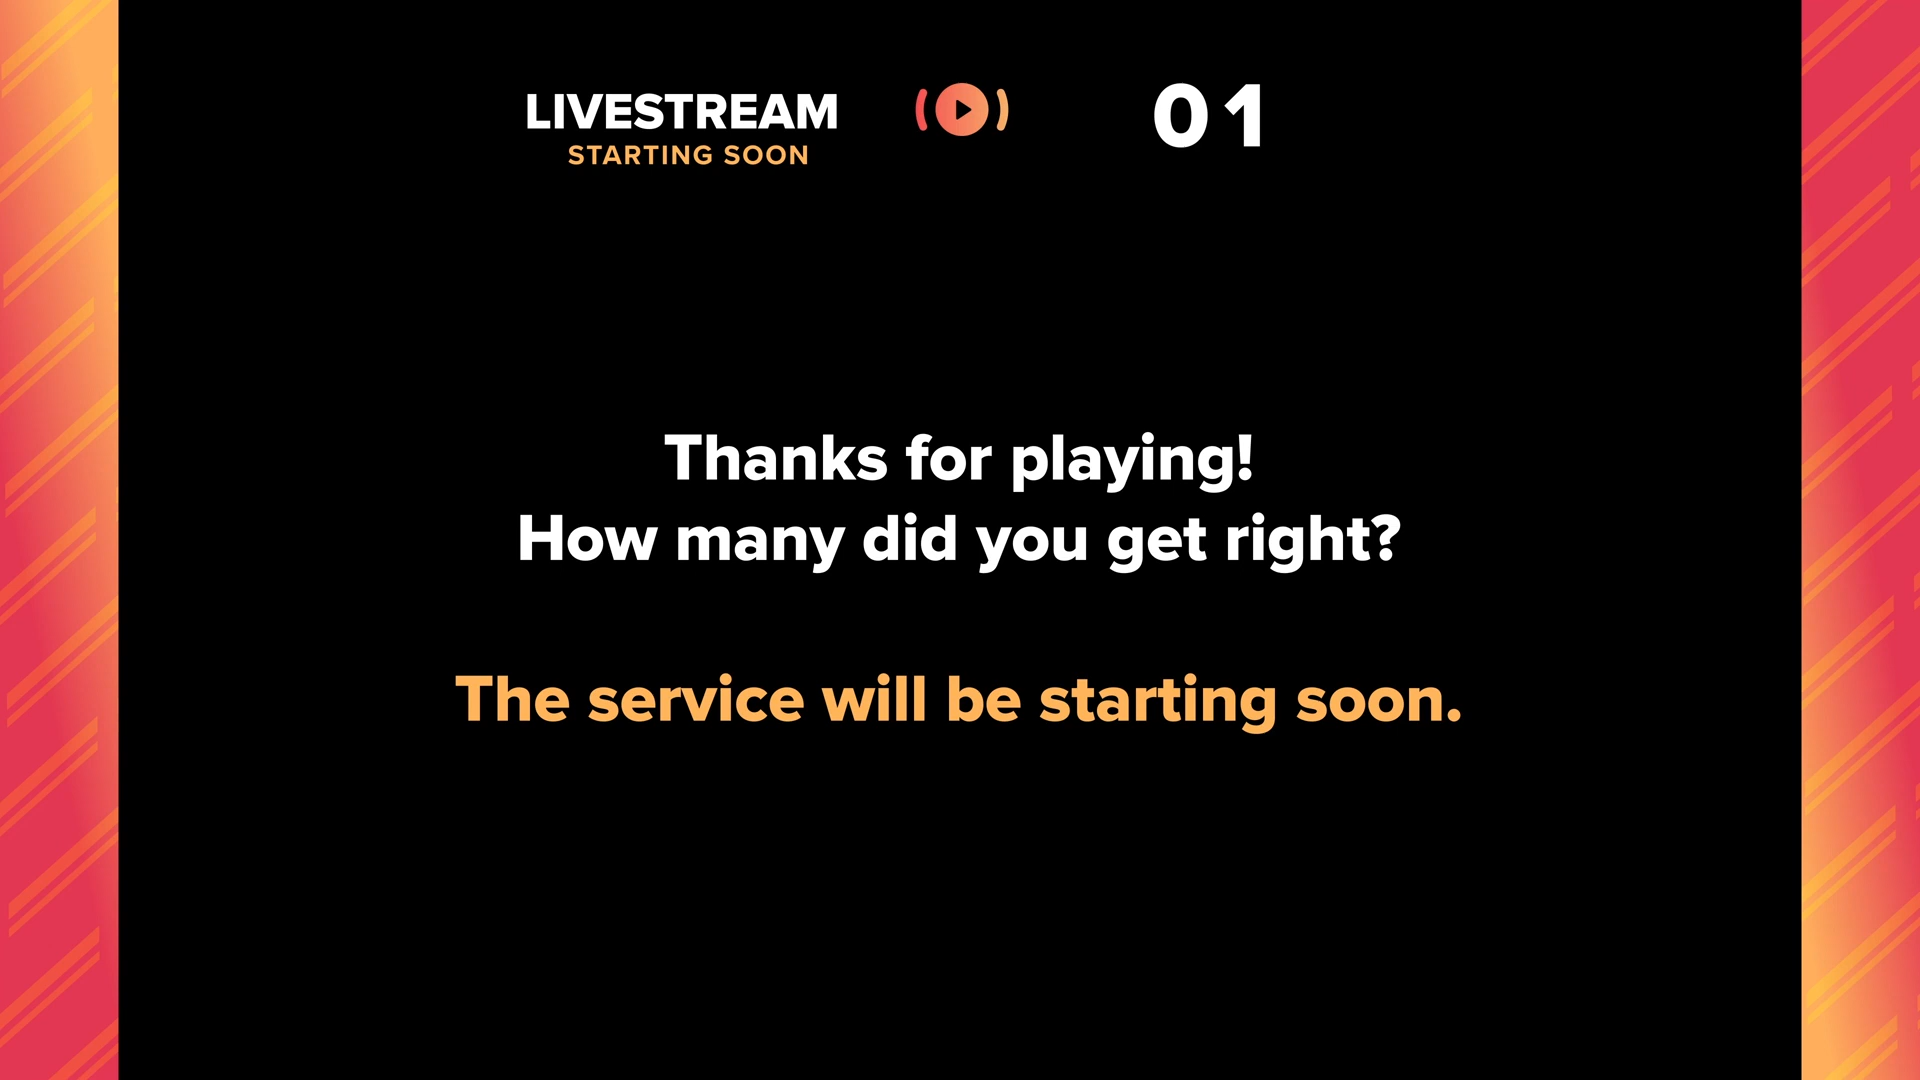 LIVESTREAM
STARTING SOON
01
Thanks for playing!
How many did you get right?
The service will be starting soon.